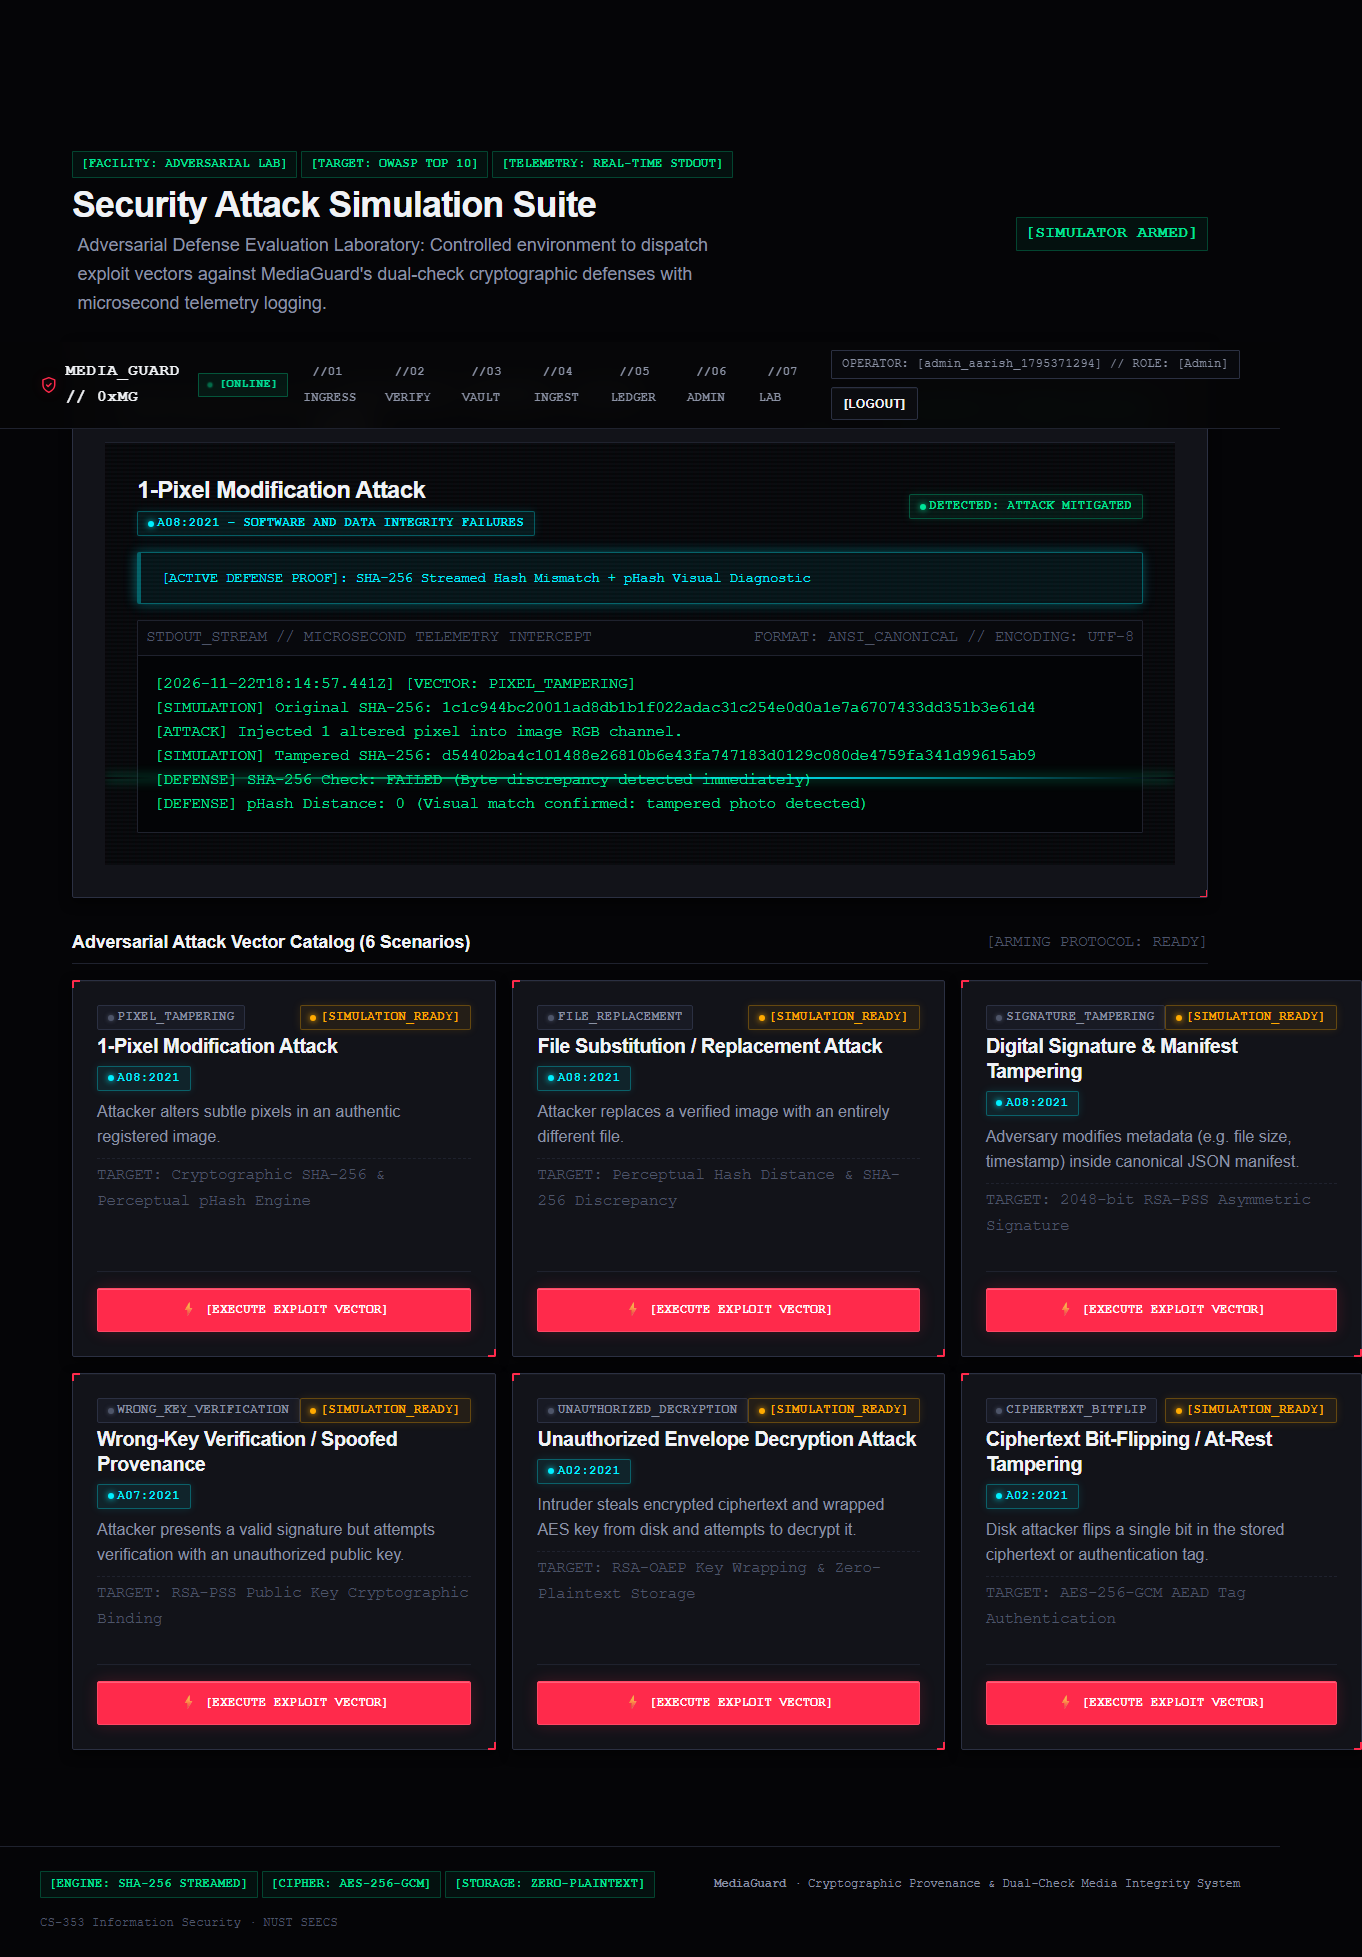 [FACILITY: ADVERSARIAL LAB] [TARGET: OWASP TOP 10] [TELEMETRY: REAL-TIME STDOUT]
Security Attack Simulation Suite
[SIMULATOR ARMED]
Adversarial Defense Evaluation Laboratory: Controlled environment to dispatch
exploit vectors against MediaGuard's dual-check cryptographic defenses with
microsecond telemetry logging.
MEDIA_GUARD
// 0xMG
[ONLINE]
//01
INGRESS
//02
VERIFY
//03
VAULT
//04
INGEST
//05
LEDGER
//06
ADMIN
//07
LAB
OPERATOR: [admin_aarish_1795371294] // ROLE: [Admin]
[LOGOUT]
1-Pixel Modification Attack
A08:2021 – SOFTWARE AND DATA INTEGRITY FAILURES
DETECTED: ATTACK MITIGATED
[ACTIVE DEFENSE PROOF]: SHA-256 Streamed Hash Mismatch + pHash Visual Diagnostic
STDOUT_STREAM // MICROSECOND TELEMETRY INTERCEPT
FORMAT: ANSI_CANONICAL // ENCODING: UTF-8
[2026-11-22T18:14:57.441Z] [VECTOR: PIXEL_TAMPERING]
[SIMULATION] Original SHA-256: 1c1c944bc20011ad8db1b1f022adac31c254e0d0a1e7a6707433dd351b3e61d4
[ATTACK] Injected 1 altered pixel into image RGB channel.
[SIMULATION] Tampered SHA-256: d54402ba4c101488e26810b6e43fa747183d0129c080de4759fa341d99615ab9
[DEFENSE] SHA-256 Check: FAILED (Byte discrepancy detected immediately)
[DEFENSE] pHash Distance: 0 (Visual match confirmed: tampered photo detected)
Adversarial Attack Vector Catalog (6 Scenarios)
[ARMING PROTOCOL: READY]
PIXEL_TAMPERING
[SIMULATION_READY]
1-Pixel Modification Attack
A08:2021
Attacker alters subtle pixels in an authentic
registered image.
TARGET: Cryptographic SHA-256 &
Perceptual pHash Engine
[EXECUTE EXPLOIT VECTOR]
FILE_REPLACEMENT
[SIMULATION_READY]
File Substitution / Replacement Attack
A08:2021
Attacker replaces a verified image with an entirely
different file.
TARGET: Perceptual Hash Distance & SHA-
256 Discrepancy
[EXECUTE EXPLOIT VECTOR]
SIGNATURE_TAMPERING
[SIMULATION_READY]
Digital Signature & Manifest
Tampering
A08:2021
Adversary modifies metadata (e.g. file size,
timestamp) inside canonical JSON manifest.
TARGET: 2048-bit RSA-PSS Asymmetric
Signature
[EXECUTE EXPLOIT VECTOR]
WRONG_KEY_VERIFICATION
[SIMULATION_READY]
Wrong-Key Verification / Spoofed
Provenance
A07:2021
Attacker presents a valid signature but attempts
verification with an unauthorized public key.
TARGET: RSA-PSS Public Key Cryptographic
Binding
[EXECUTE EXPLOIT VECTOR]
UNAUTHORIZED_DECRYPTION
[SIMULATION_READY]
Unauthorized Envelope Decryption Attack
A02:2021
Intruder steals encrypted ciphertext and wrapped
AES key from disk and attempts to decrypt it.
TARGET: RSA-OAEP Key Wrapping & Zero-
Plaintext Storage
[EXECUTE EXPLOIT VECTOR]
CIPHERTEXT_BITFLIP
[SIMULATION_READY]
Ciphertext Bit-Flipping / At-Rest
Tampering
A02:2021
Disk attacker flips a single bit in the stored
ciphertext or authentication tag.
TARGET: AES-256-GCM AEAD Tag
Authentication
[EXECUTE EXPLOIT VECTOR]
[ENGINE: SHA-256 STREAMED] [CIPHER: AES-256-GCM] [STORAGE: ZERO-PLAINTEXT]
MediaGuard · Cryptographic Provenance & Dual-Check Media Integrity System
CS-353 Information Security · NUST SEECS